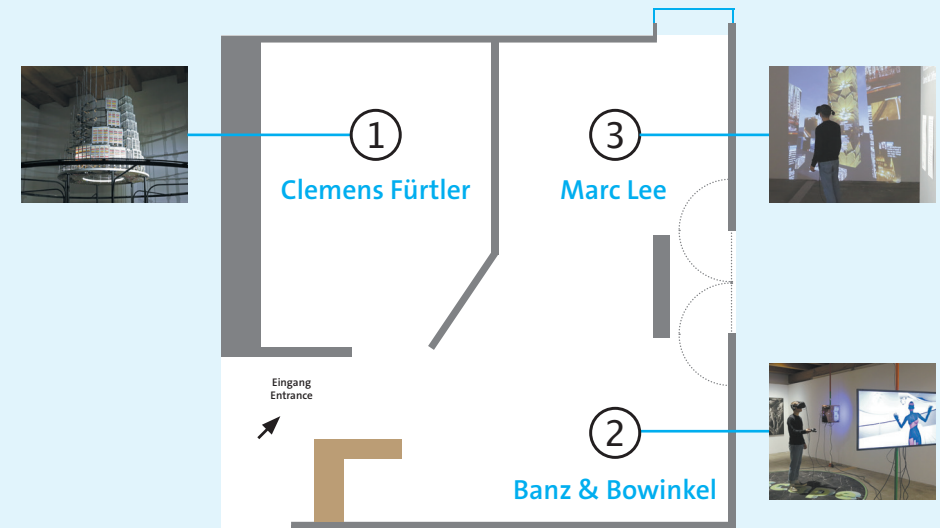 1
Clemens Fürtler
3
Marc Lee
Eingang
Entrance
2
Banz & Bowinkel